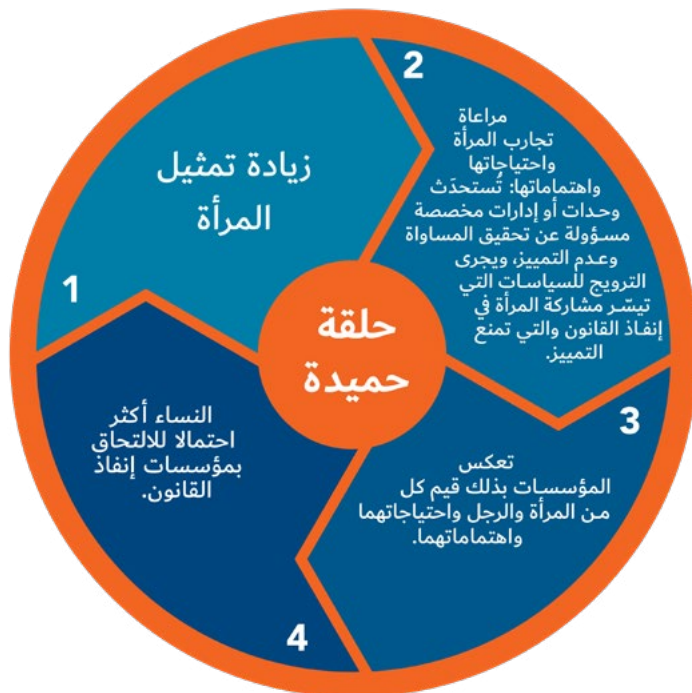 1
زيادة تمثيل
المرأة
2
مراعاة
تجارب المرأة
واحتياجاتها
واهتماماتها: تُستحدَث
وحدات أو إدارات مخصصة
مسؤولة عن تحقيق المساواة
وعدم التمييز، ويجرى
الترويج للسياسات التي
تيسّر مشاركة المرأة في
إنفاذ القانون والتي تمنع
التمييز.
3
تعكس
المؤسسات بذلك قيم كل
من المرأة والرجل واحتياجاتهما
واهتماماتهما.
4
النساء أكثر
احتمالا للالتحاق
بمؤسسات إنفاذ
القانون.
حلقة
حميدة